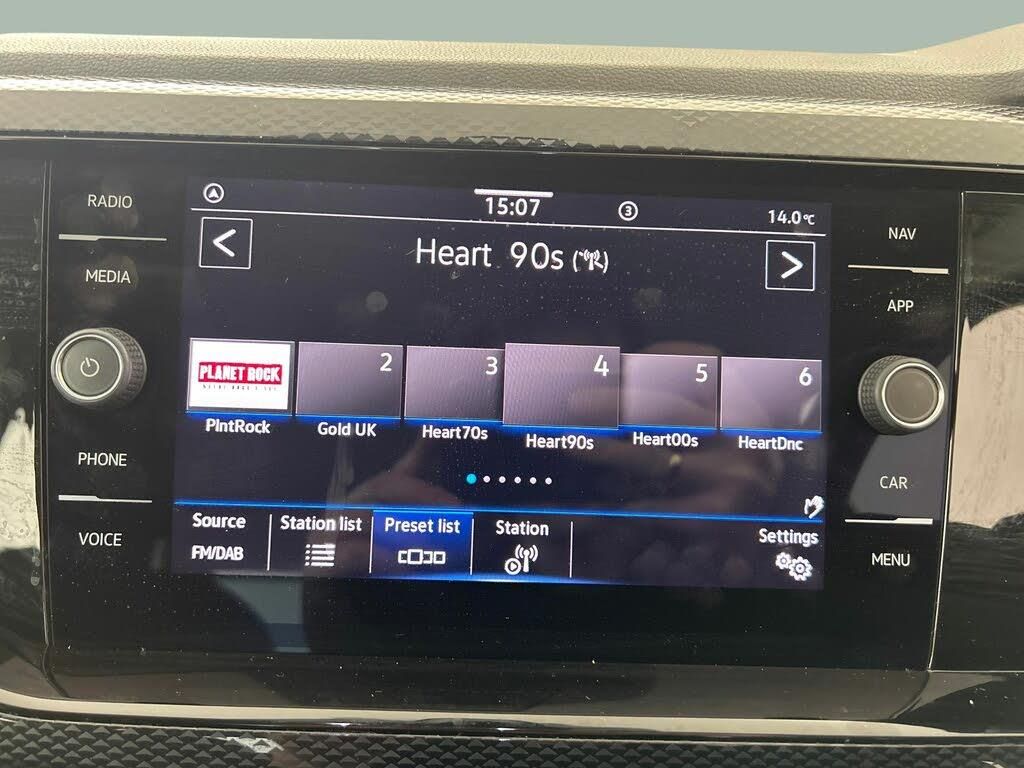 RADIO
MEDIA
PHONE
VOICE
15:07
3
14.0°C
<
Heart 90s
>
PLANET ROCK
2
3
4
5
6
PlntRock
Gold UK
Heart70s
Heart90s
Heart00s
HeartDnc
Source
FM/DAB
Station list
Preset list
Station
Settings
NAV
APP
CAR
MENU